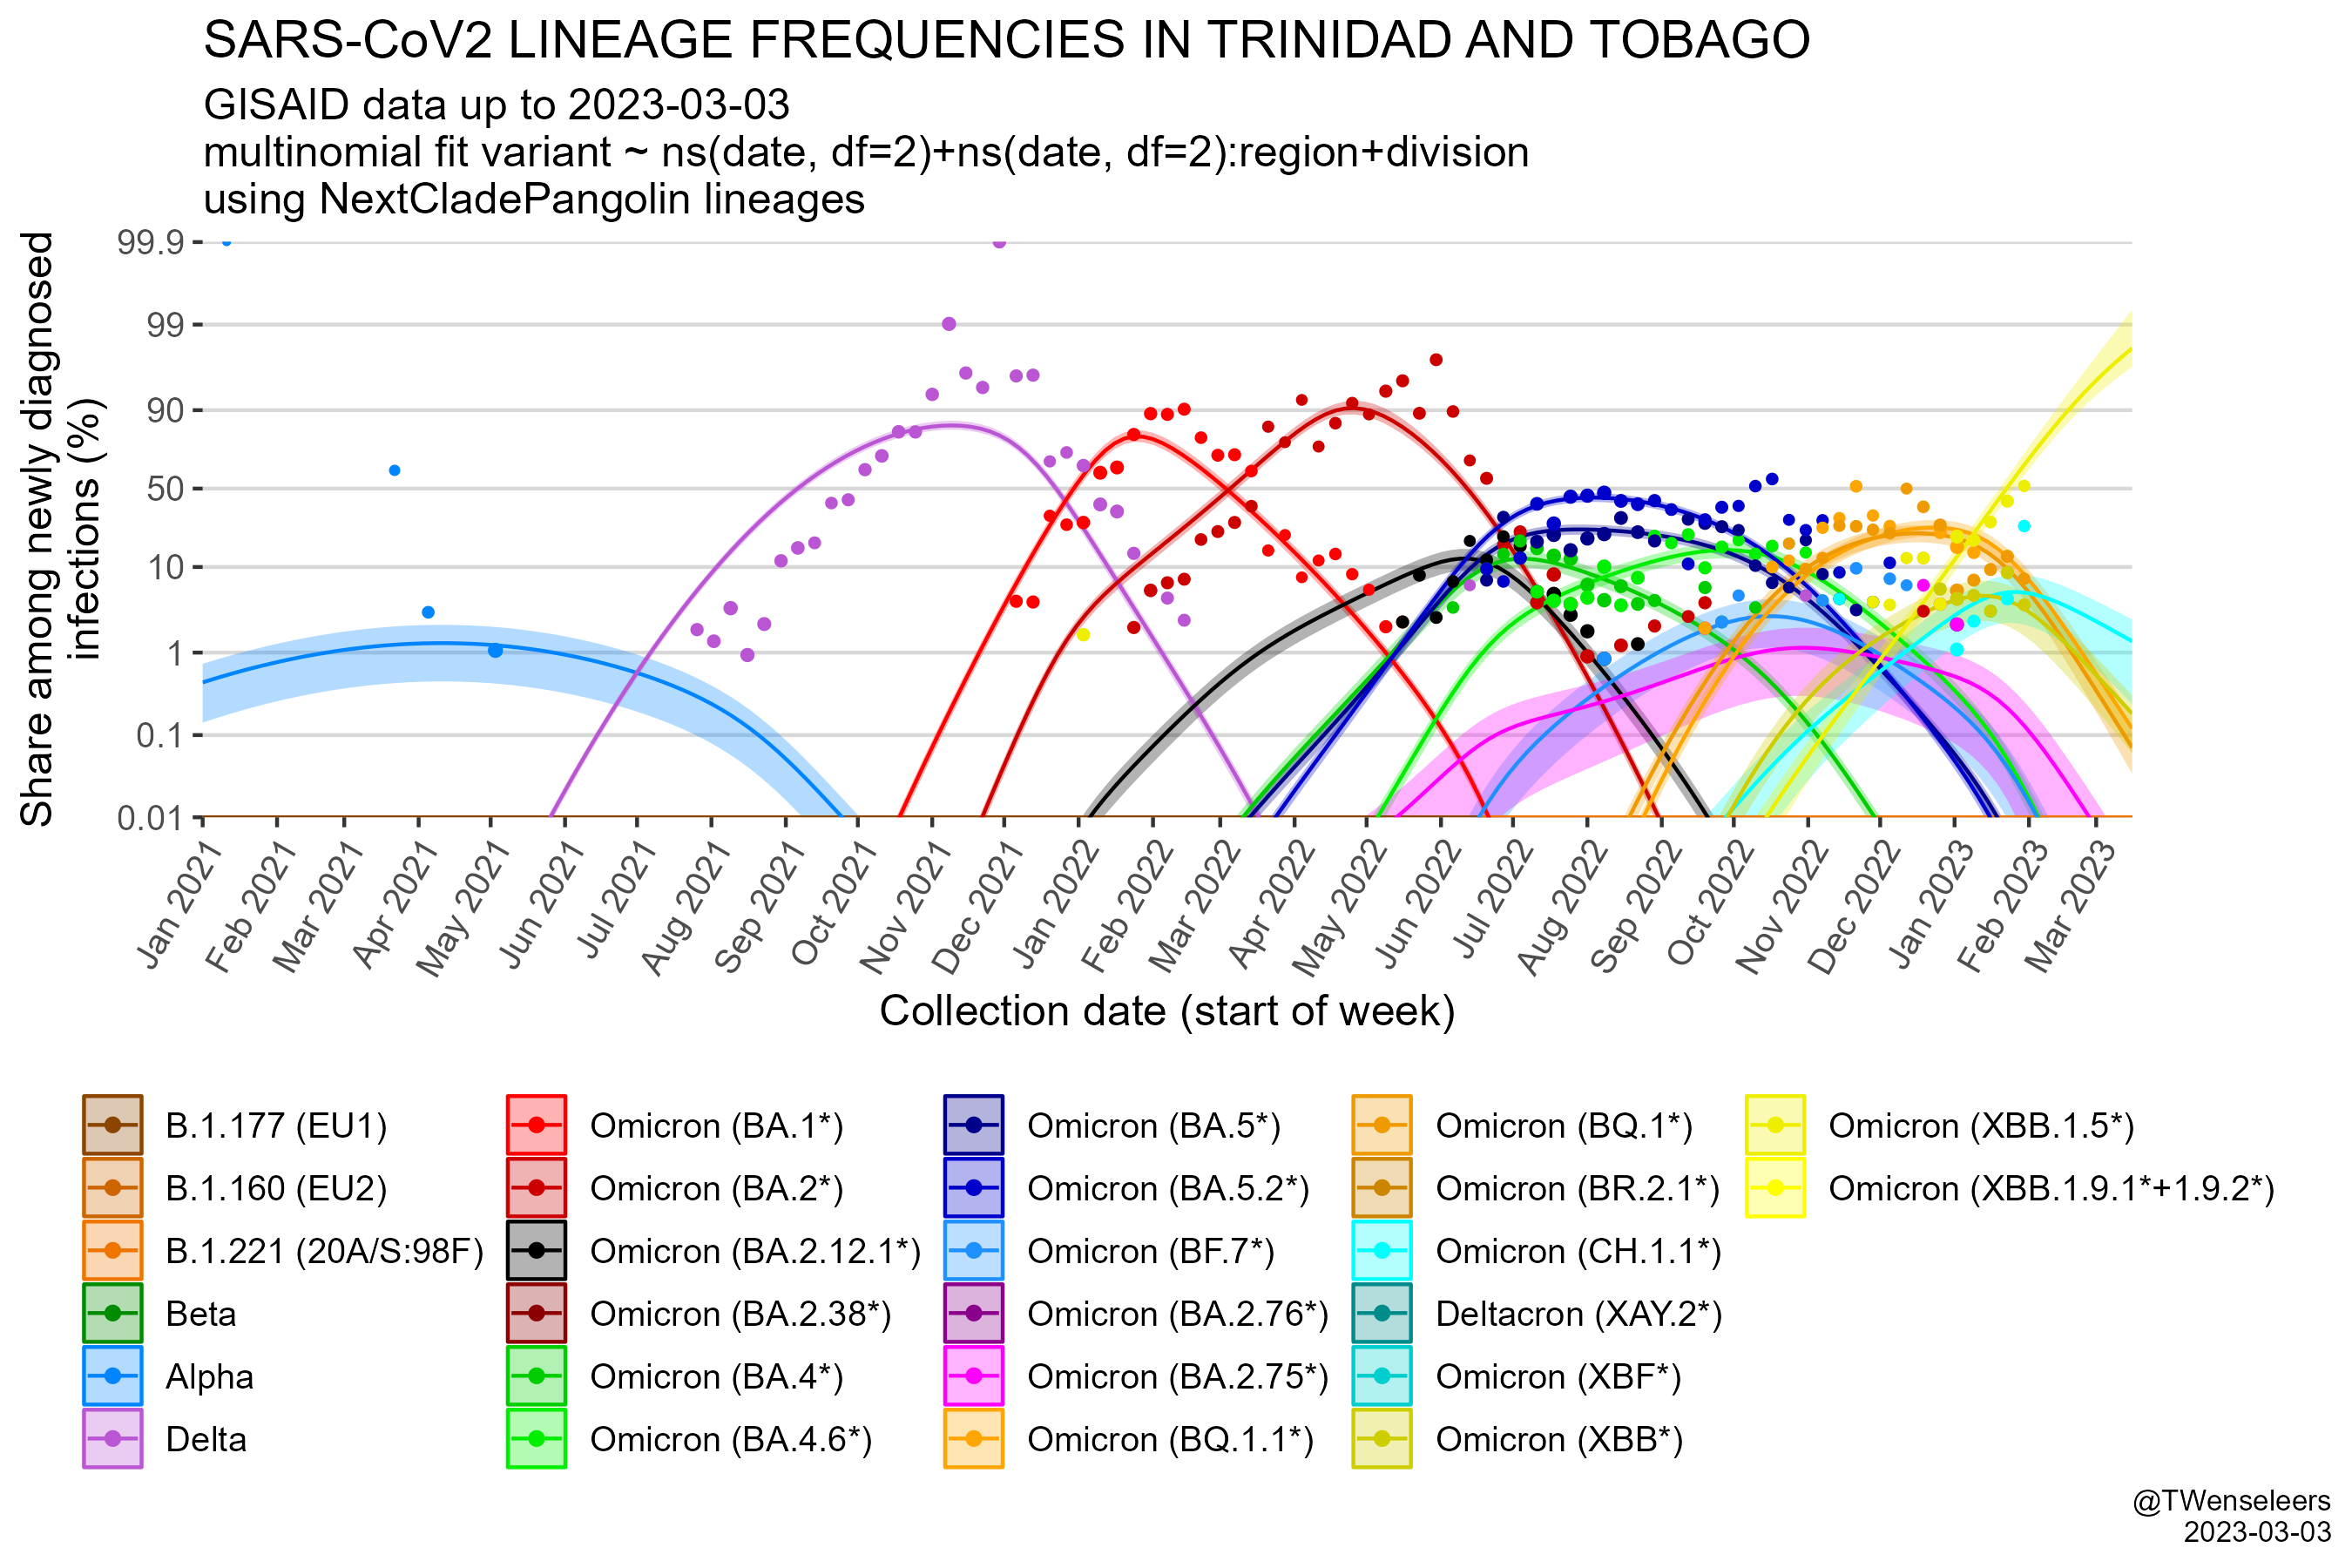 SARS-CoV2 LINEAGE FREQUENCIES IN TRINIDAD AND TOBAGO
GISAID data up to 2023-03-03
multinomial fit variant ~ ns(date, df=2)+ns(date, df=2):region+division
using NextCladePangolin lineages
Share among newly diagnosed
infections (%)
99.9
99
90
50
10
1
0.1
0.01
Jan 2021
Feb 2021
Mar 2021
Apr 2021
May 2021
Jun 2021
Jul 2021
Aug 2021
Sep 2021
Oct 2021
Nov 2021
Dec 2021
Jan 2022
Feb 2022
Mar 2022
Apr 2022
May 2022
Jun 2022
Jul 2022
Aug 2022
Sep 2022
Oct 2022
Nov 2022
Dec 2022
Jan 2023
Feb 2023
Mar 2023
Collection date (start of week)
B.1.177 (EU1)
B.1.160 (EU2)
B.1.221 (20A/S:98F)
Beta
Alpha
Delta
Omicron (BA.1*)
Omicron (BA.2*)
Omicron (BA.2.12.1*)
Omicron (BA.2.38*)
Omicron (BA.4*)
Omicron (BA.4.6*)
Omicron (BA.5*)
Omicron (BA.5.2*)
Omicron (BF.7*)
Omicron (BA.2.76*)
Omicron (BA.2.75*)
Omicron (BQ.1.1*)
Omicron (BQ.1*)
Omicron (BR.2.1*)
Omicron (CH.1.1*)
Deltacron (XAY.2*)
Omicron (XBF*)
Omicron (XBB*)
Omicron (XBB.1.5*)
Omicron (XBB.1.9.1*+1.9.2*)
@TWenseleers
2023-03-03